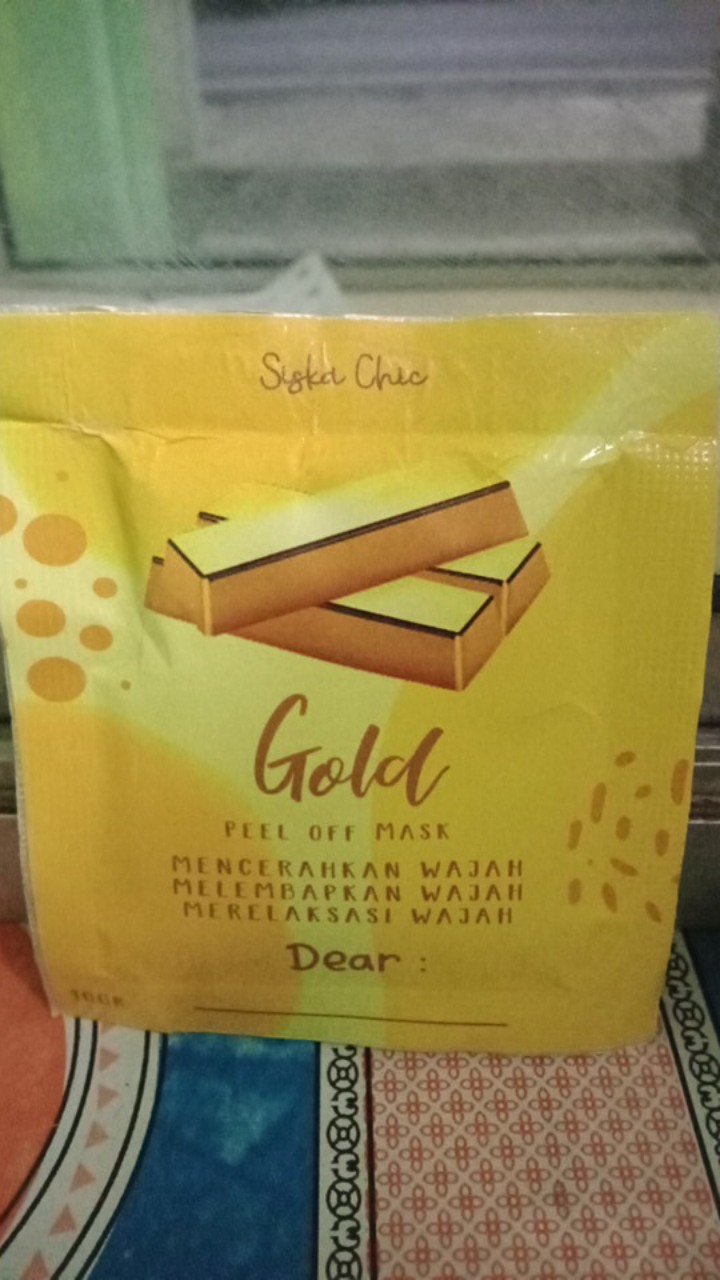 Siska Chic
Gold
PEEL OFF MASK
MENCERAHKAN WAJAH
MELEMBAPKAN WAJAH
MERELAKSASI WAJAH
Dear :